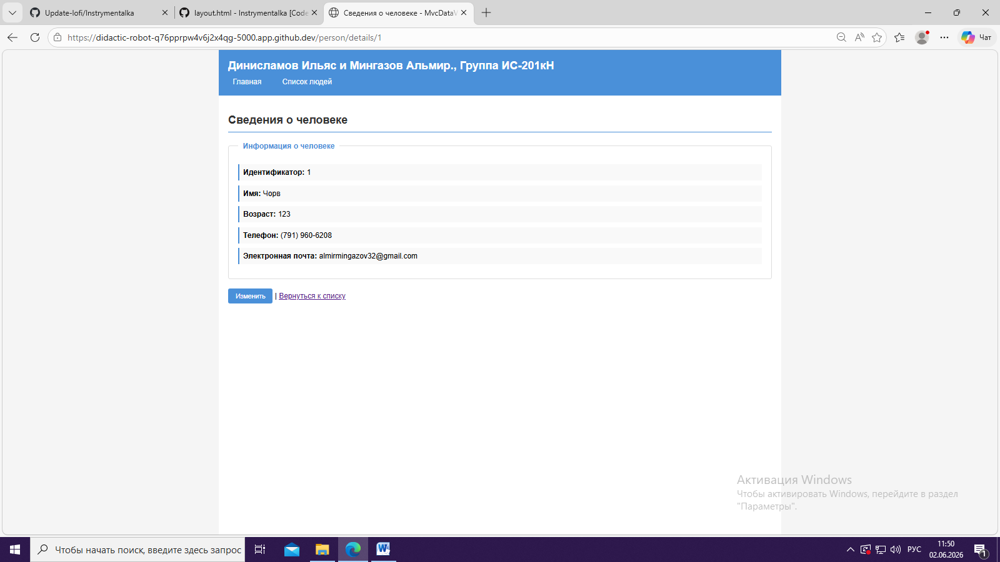 Update-lofi/Instrymentalka
layout.html - Instrymentalka [Code
Сведения о человеке - MvcDataV
https://didactic-robot-q76pprpw4v6j2x4qg-5000.app.github.dev/person/details/1
Чат
Динисламов Ильяс и Мингазов Альмир., Группа ИС-201кН
Главная Список людей
Сведения о человеке
Информация о человеке
Идентификатор: 1
Имя: Чорв
Возраст: 123
Телефон: (791) 960-6208
Электронная почта: almirmingazov32@gmail.com
Изменить | Вернуться к списку
Активация Windows
Чтобы активировать Windows, перейдите в раздел
"Параметры".
Чтобы начать поиск, введите здесь запрос
РУС
11:50
02.06.2026
1